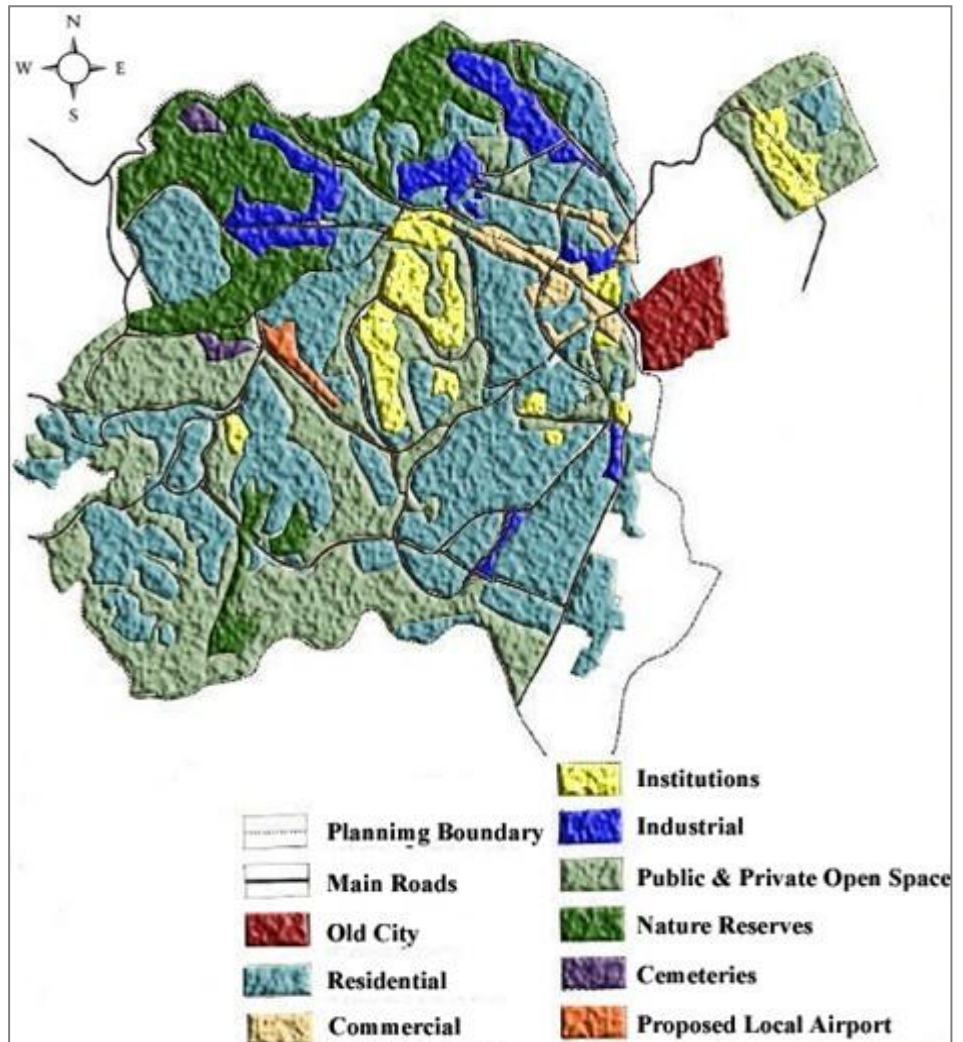 N
W E
S
Institutions
Plannimg Boundary
Industrial
Main Roads
Public & Private Open Space
Old City
Nature Reserves
Residential
Cemeteries
Commercial
Proposed Local Airport